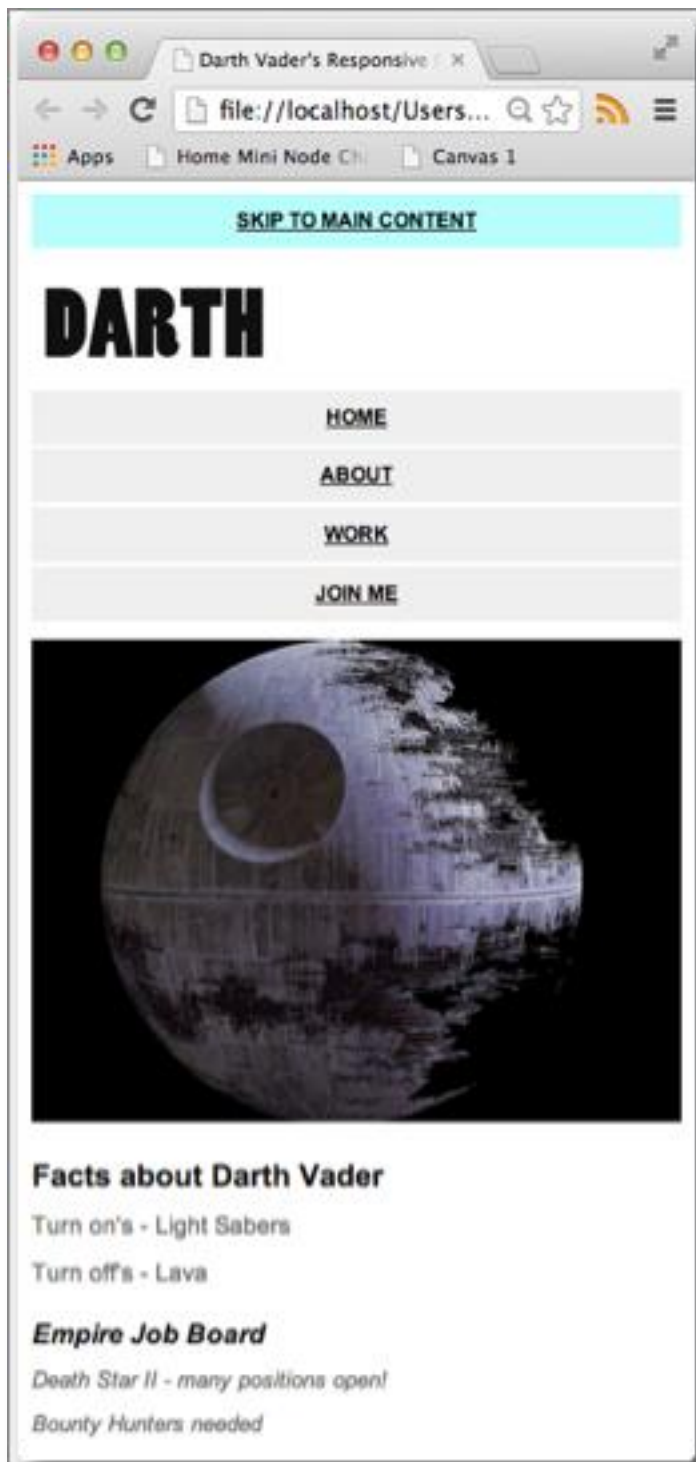 Darth Vader's Responsive
file://localhost/Users...
Apps Home Mini Node Canvas 1
SKIP TO MAIN CONTENT
DARTH
HOME
ABOUT
WORK
JOIN ME
Facts about Darth Vader
Turn on's - Light Sabers
Turn off's - Lava
Empire Job Board
Death Star II - many positions open!
Bounty Hunters needed